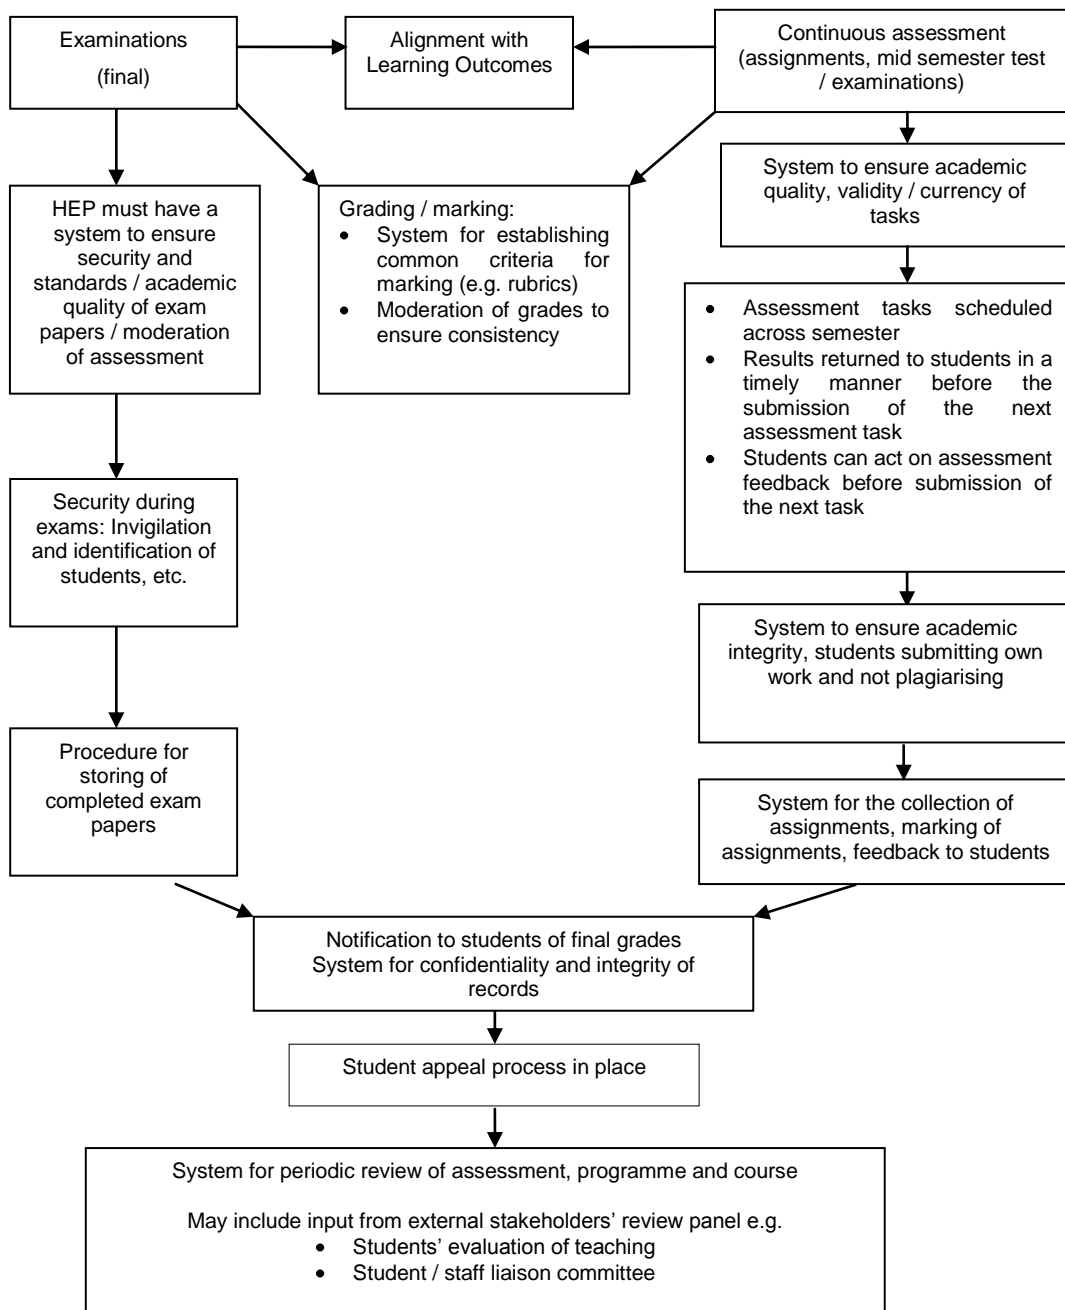 Examinations
(final)
Alignment with
Learning Outcomes
Continuous assessment
(assignments, mid semester test
/ examinations)
HEP must have a
system to ensure
security and
standards / academic
quality of exam
papers / moderation
of assessment
Grading / marking:
• System for establishing
common criteria for
marking (e.g. rubrics)
• Moderation of grades to
ensure consistency
System to ensure academic
quality, validity / currency of
tasks
• Assessment tasks scheduled
across semester
• Results returned to students in a
timely manner before the
submission of the next
assessment task
• Students can act on assessment
feedback before submission of
the next task
Security during
exams: Invigilation
and identification of
students, etc.
System to ensure academic
integrity, students submitting own
work and not plagiarising
Procedure for
storing of
completed exam
papers
System for the collection of
assignments, marking of
assignments, feedback to students
Notification to students of final grades
System for confidentiality and integrity of
records
Student appeal process in place
System for periodic review of assessment, programme and course
May include input from external stakeholders’ review panel e.g.
• Students’ evaluation of teaching
• Student / staff liaison committee